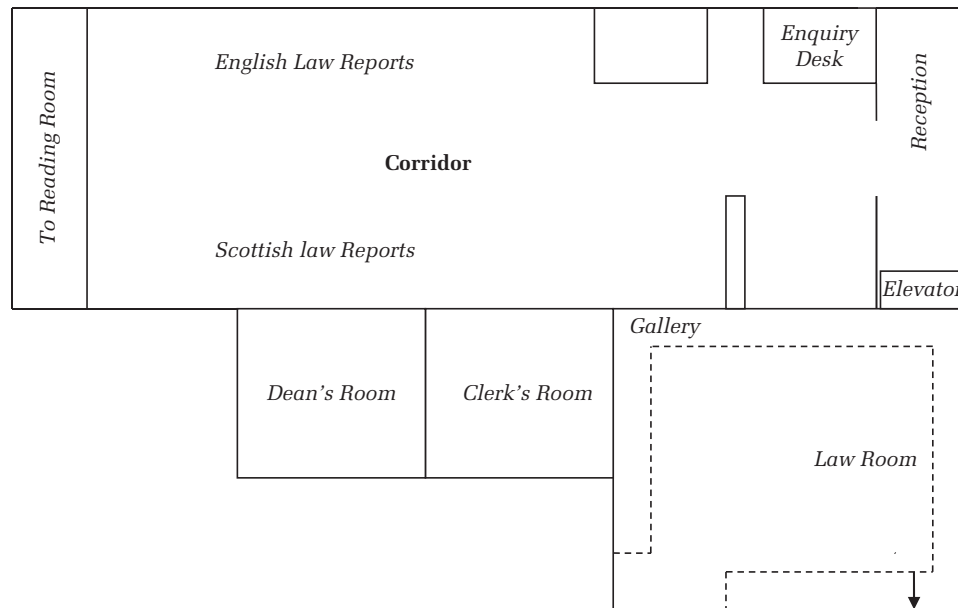 To Reading Room
English Law Reports
Enquiry
Desk
Reception
Corridor
Scottish law Reports
Elevator
Gallery
Dean's Room
Clerk's Room
Law Room